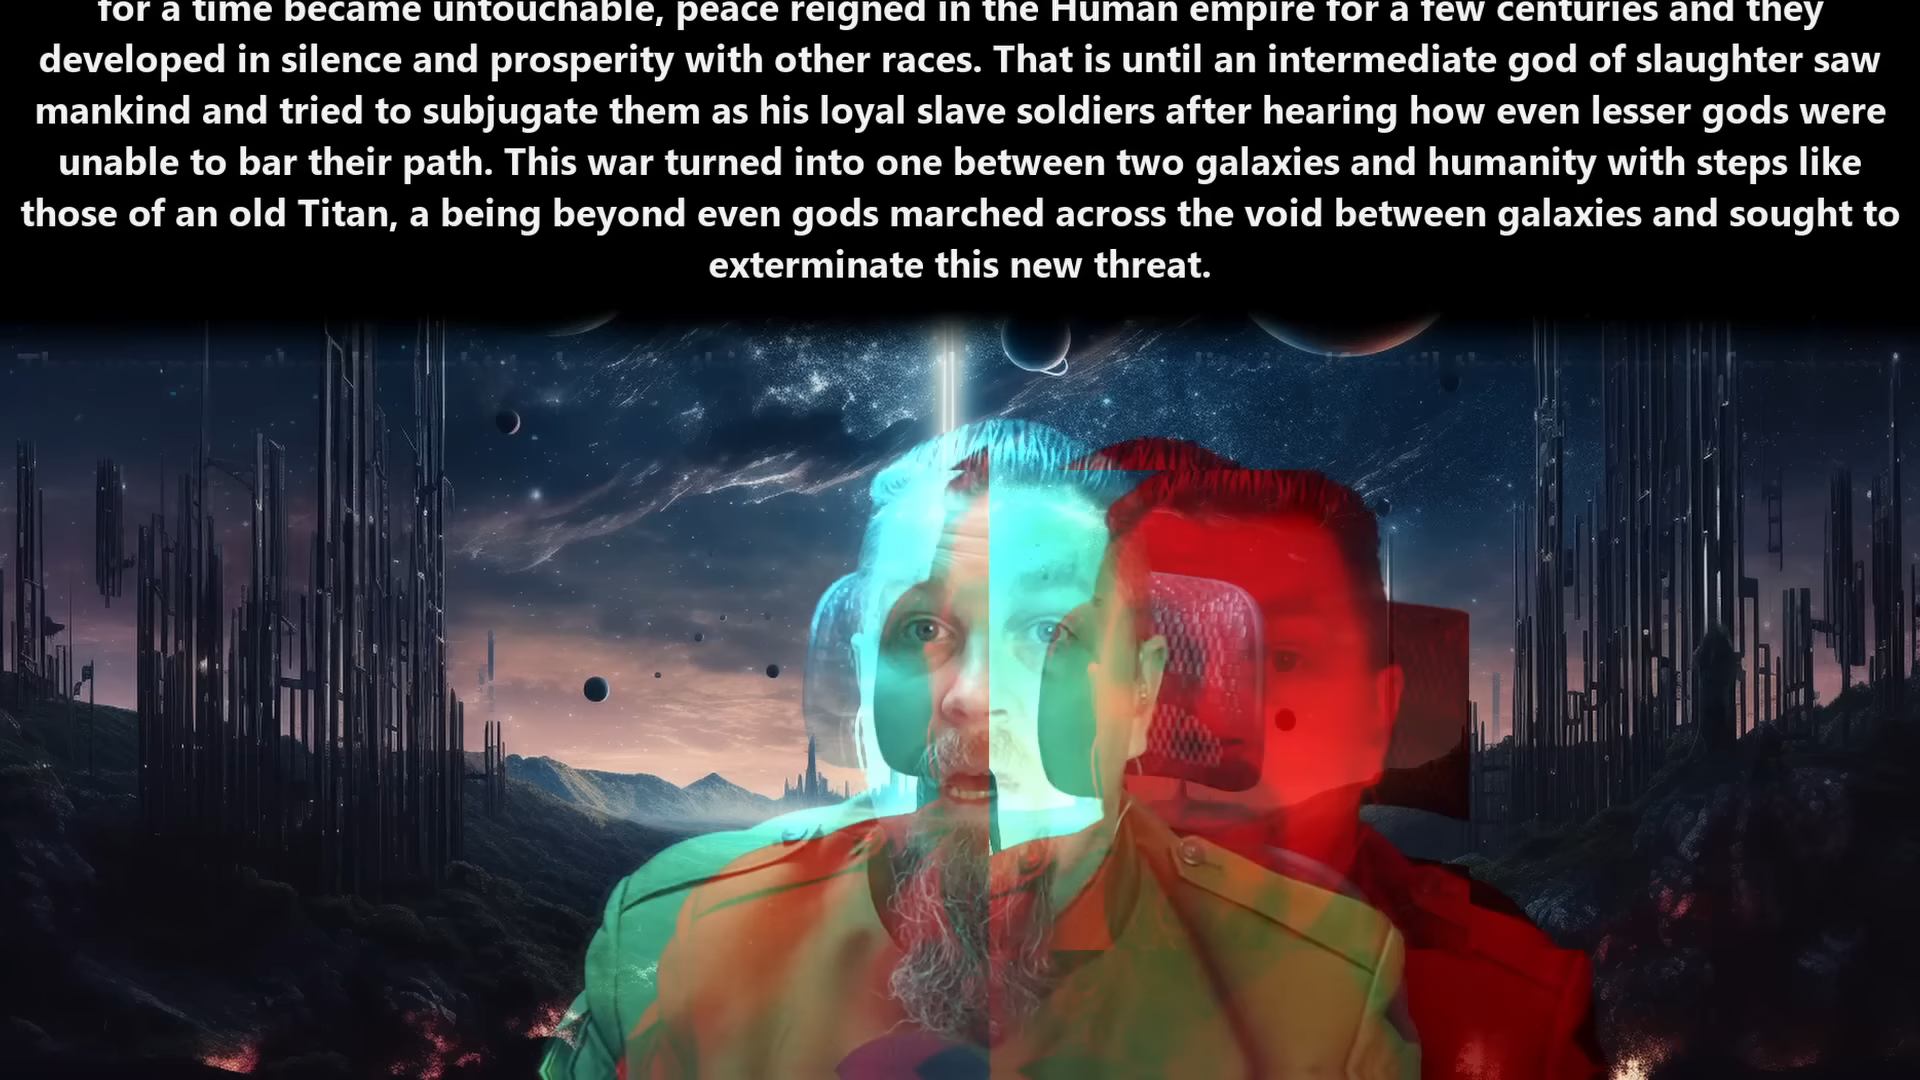 for a time became untouchable, peace reigned in the Human empire for a few centuries and they
developed in silence and prosperity with other races. That is until an intermediate god of slaughter saw
mankind and tried to subjugate them as his loyal slave soldiers after hearing how even lesser gods were
unable to bar their path. This war turned into one between two galaxies and humanity with steps like
those of an old Titan, a being beyond even gods marched across the void between galaxies and sought to
exterminate this new threat.